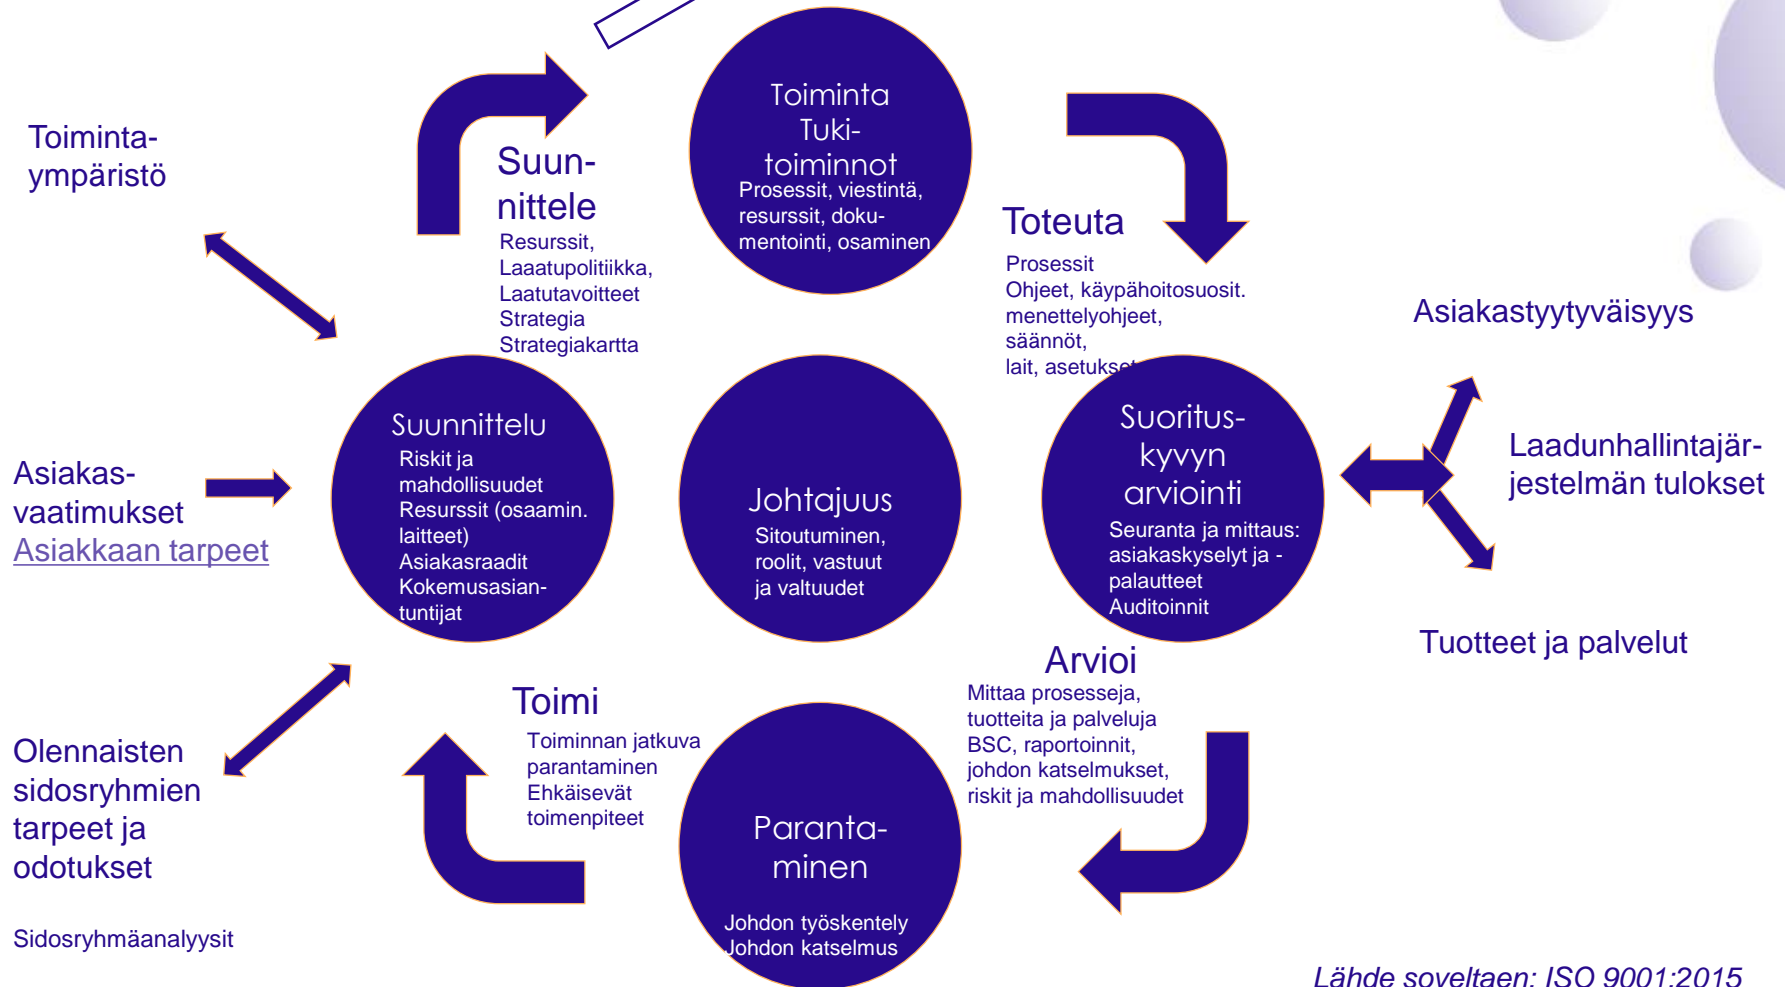 Toiminta-
ympäristö
Asiakas-
vaatimukset
Asiakkaan tarpeet
Olennaisten
sidosryhmien
tarpeet ja
odotukset
Sidosryhmäanalyysit
Suunnittelu
Riskit ja
mahdollisuudet
Resurssit (osaamin.
laitteet)
Asiakasraadit
Kokemusasian-
tuntijat
Suun-
nittele
Resurssit,
Laaatupolitiikka,
Laatutavoitteet
Strategia
Strategiakartta
Toiminta
Tuki-
toiminnot
Prosessit, viestintä,
resurssit, doku-
mentointi, osaminen
Toteuta
Prosessit
Ohjeet, käypähoitosuosit.
menettelyohjeet,
säännöt,
lait, asetukset
Johtajuus
Sitoutuminen,
roolit, vastuut
ja valtuudet
Suoritus-
kyvyn
arviointi
Seuranta ja mittaus:
asiakaskyselyt ja -
palautteet
Auditoinnit
Arvioi
Mittaa prosesseja,
tuotteita ja palveluja
BSC, raportoinnit,
johdon katselmukset,
riskit ja mahdollisuudet
Toimi
Toiminnan jatkuva
parantaminen
Ehkäisevät
toimenpiteet
Paranta-
minen
Johdon työskentely
Johdon katselmus
Asiakastyytyväisyys
Laadunhallintajär-
jestelmän tulokset
Tuotteet ja palvelut
Lähde soveltaen: ISO 9001:2015